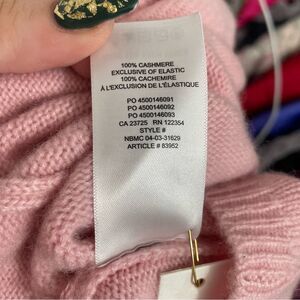 100% CASHMERE
EXCLUSIVE OF ELASTIC
100% CACHEMIRE
À L'EXCLUSION DE L'ÉLASTIQUE
PO 4500146091
PO 4500146092
PO 4500146093
CA 23725 RN 122354
STYLE #
NBMC 04-03-31629
ARTICLE # 83952